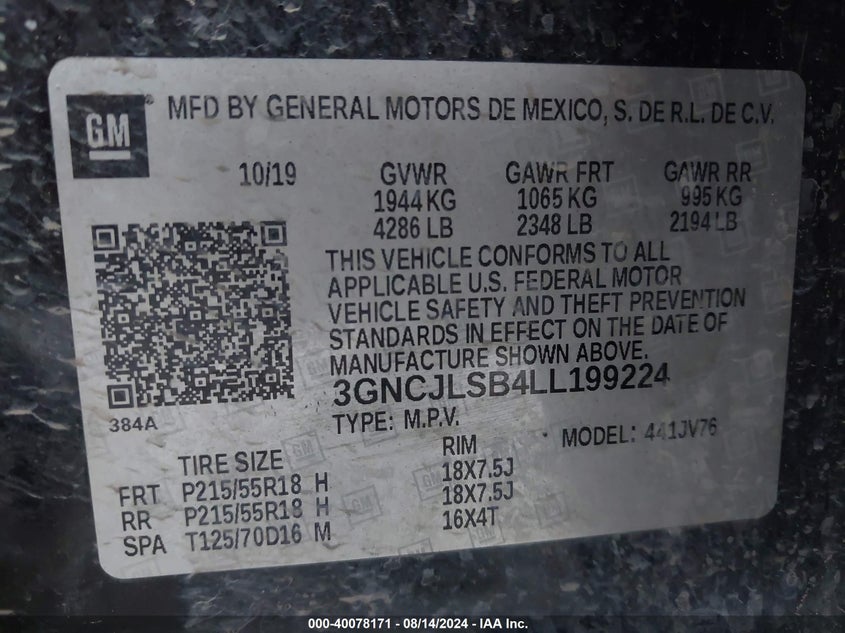 GM
MFD BY GENERAL MOTORS DE MEXICO, S. DE R.L. DE C.V.
10/19 GVWR GAWR FRT GAWR RR
1944 KG 1065 KG 995 KG
4286 LB 2348 LB 2194 LB
THIS VEHICLE CONFORMS TO ALL
APPLICABLE U.S. FEDERAL MOTOR
VEHICLE SAFETY AND THEFT PREVENTION
STANDARDS IN EFFECT ON THE DATE OF
MANUFACTURE SHOWN ABOVE.
3GNCJLSB4LL199224
384A
TYPE: M.P.V. MODEL: 441JV76
TIRE SIZE RIM
FRT P215/55R18 H 18X7.5J
RR P215/55R18 H 18X7.5J
SPA T125/70D16 M 16X4T
000-40078171 - 08/14/2024 - IAA Inc.